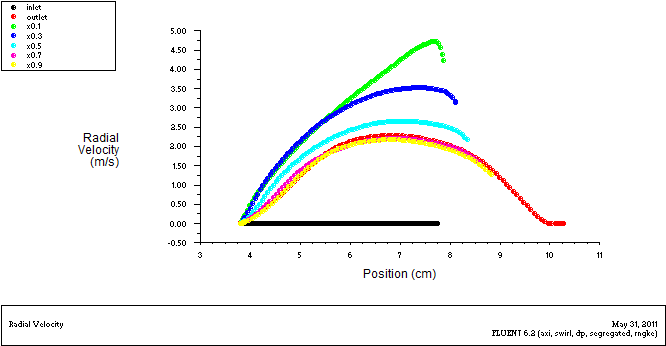 inlet
outlet
x0.1
x0.3
x0.5
x0.7
x0.9
5.00
4.50
4.00
3.50
3.00
2.50
2.00
1.50
1.00
0.50
0.00
-0.50
Radial
Velocity
(m/s)
3 4 5 6 7 8 9 10 11
Position (cm)
Radial Velocity
May 31, 2011
FLUENT 6.2 (axi, swirl, dp, segregated, rngke)